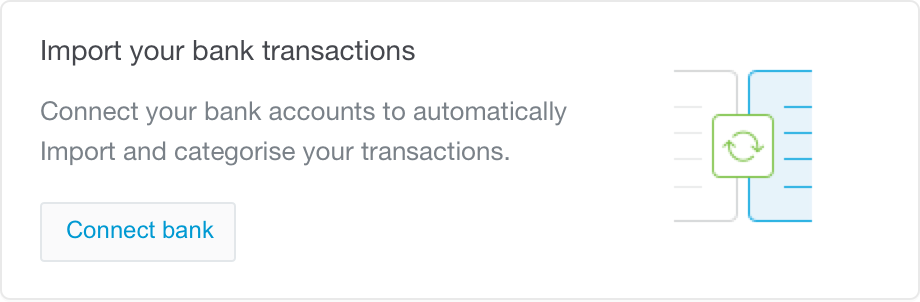 Import your bank transactions
Connect your bank accounts to automatically
Import and categorise your transactions.
Connect bank